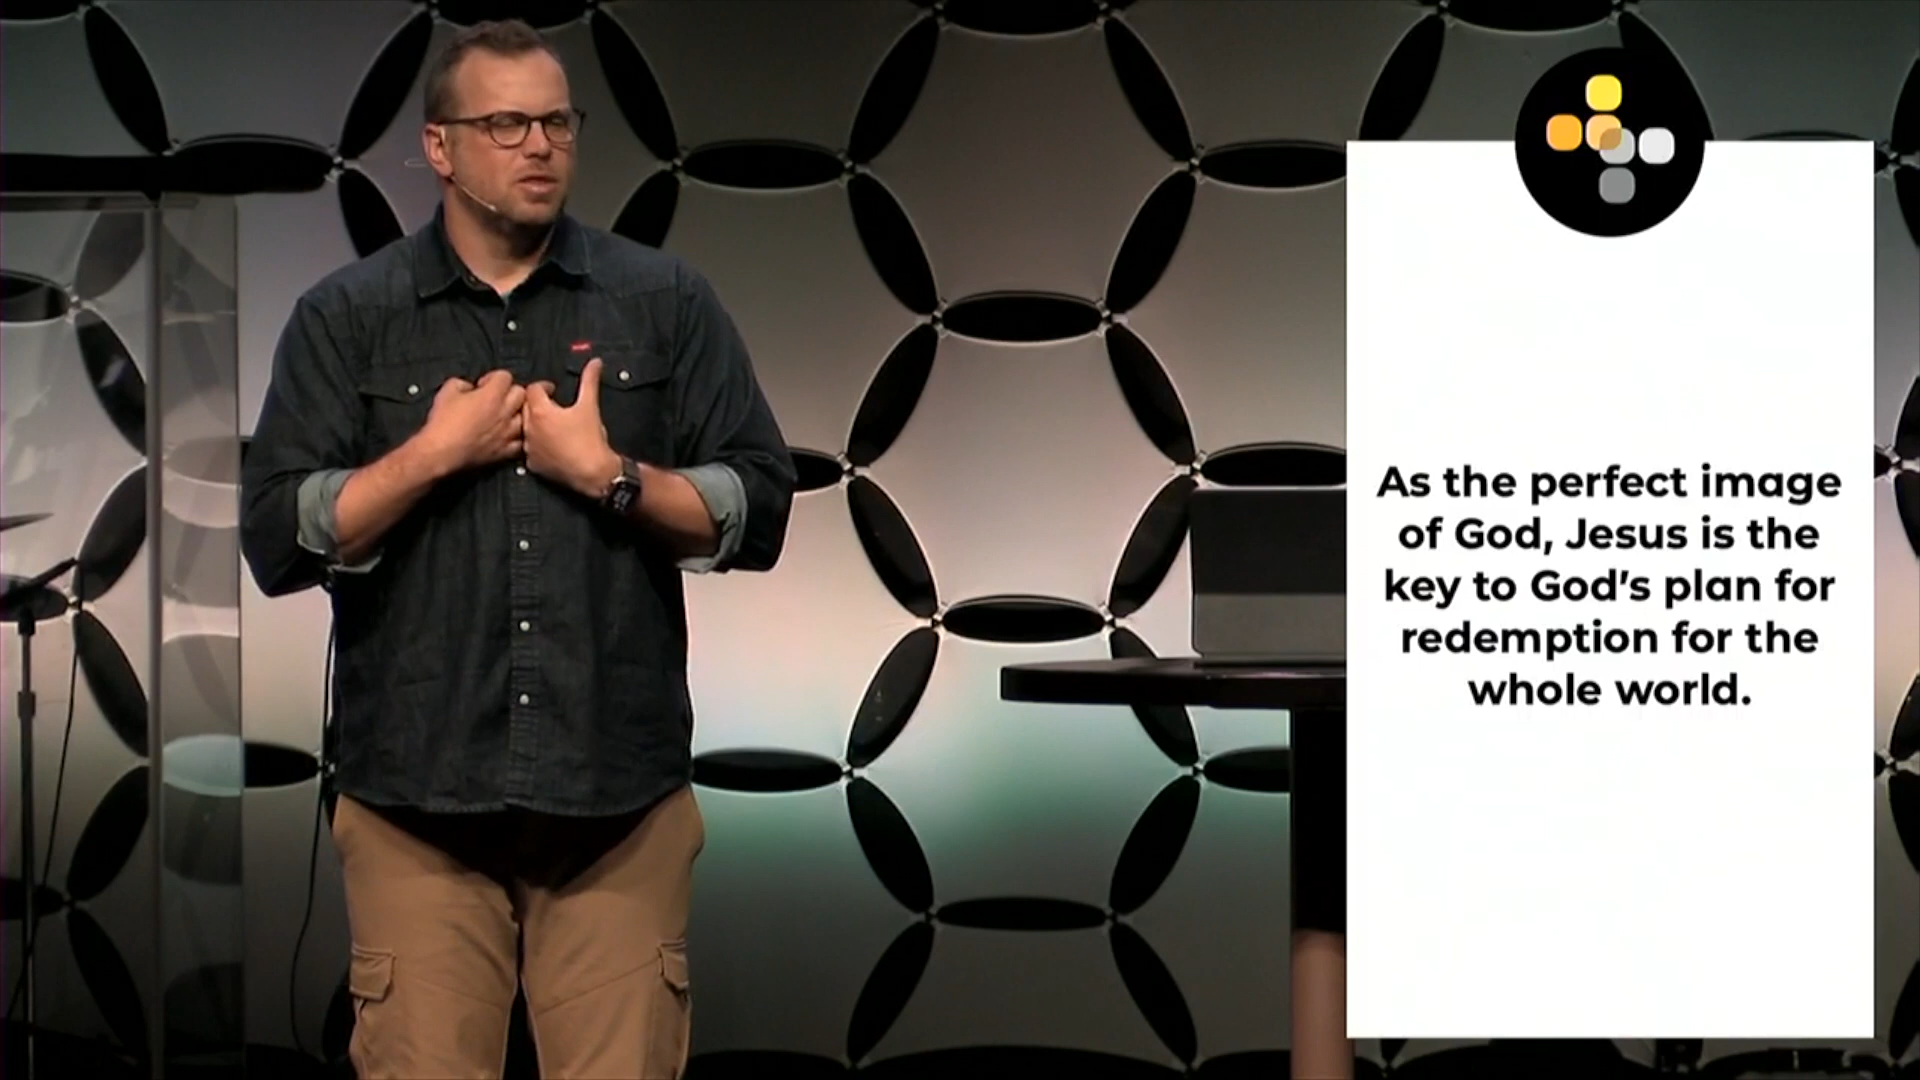 As the perfect image
of God, Jesus is the
key to God's plan for
redemption for the
whole world.